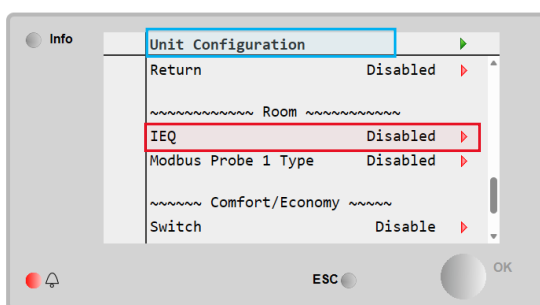 Info
Unit Configuration
Return Disabled
~~~~~~~~~~~~ Room ~~~~~~~~~~~
IEQ Disabled
Modbus Probe 1 Type Disabled
~~~~~~ Comfort/Economy ~~~~~
Switch Disable
ESC
OK